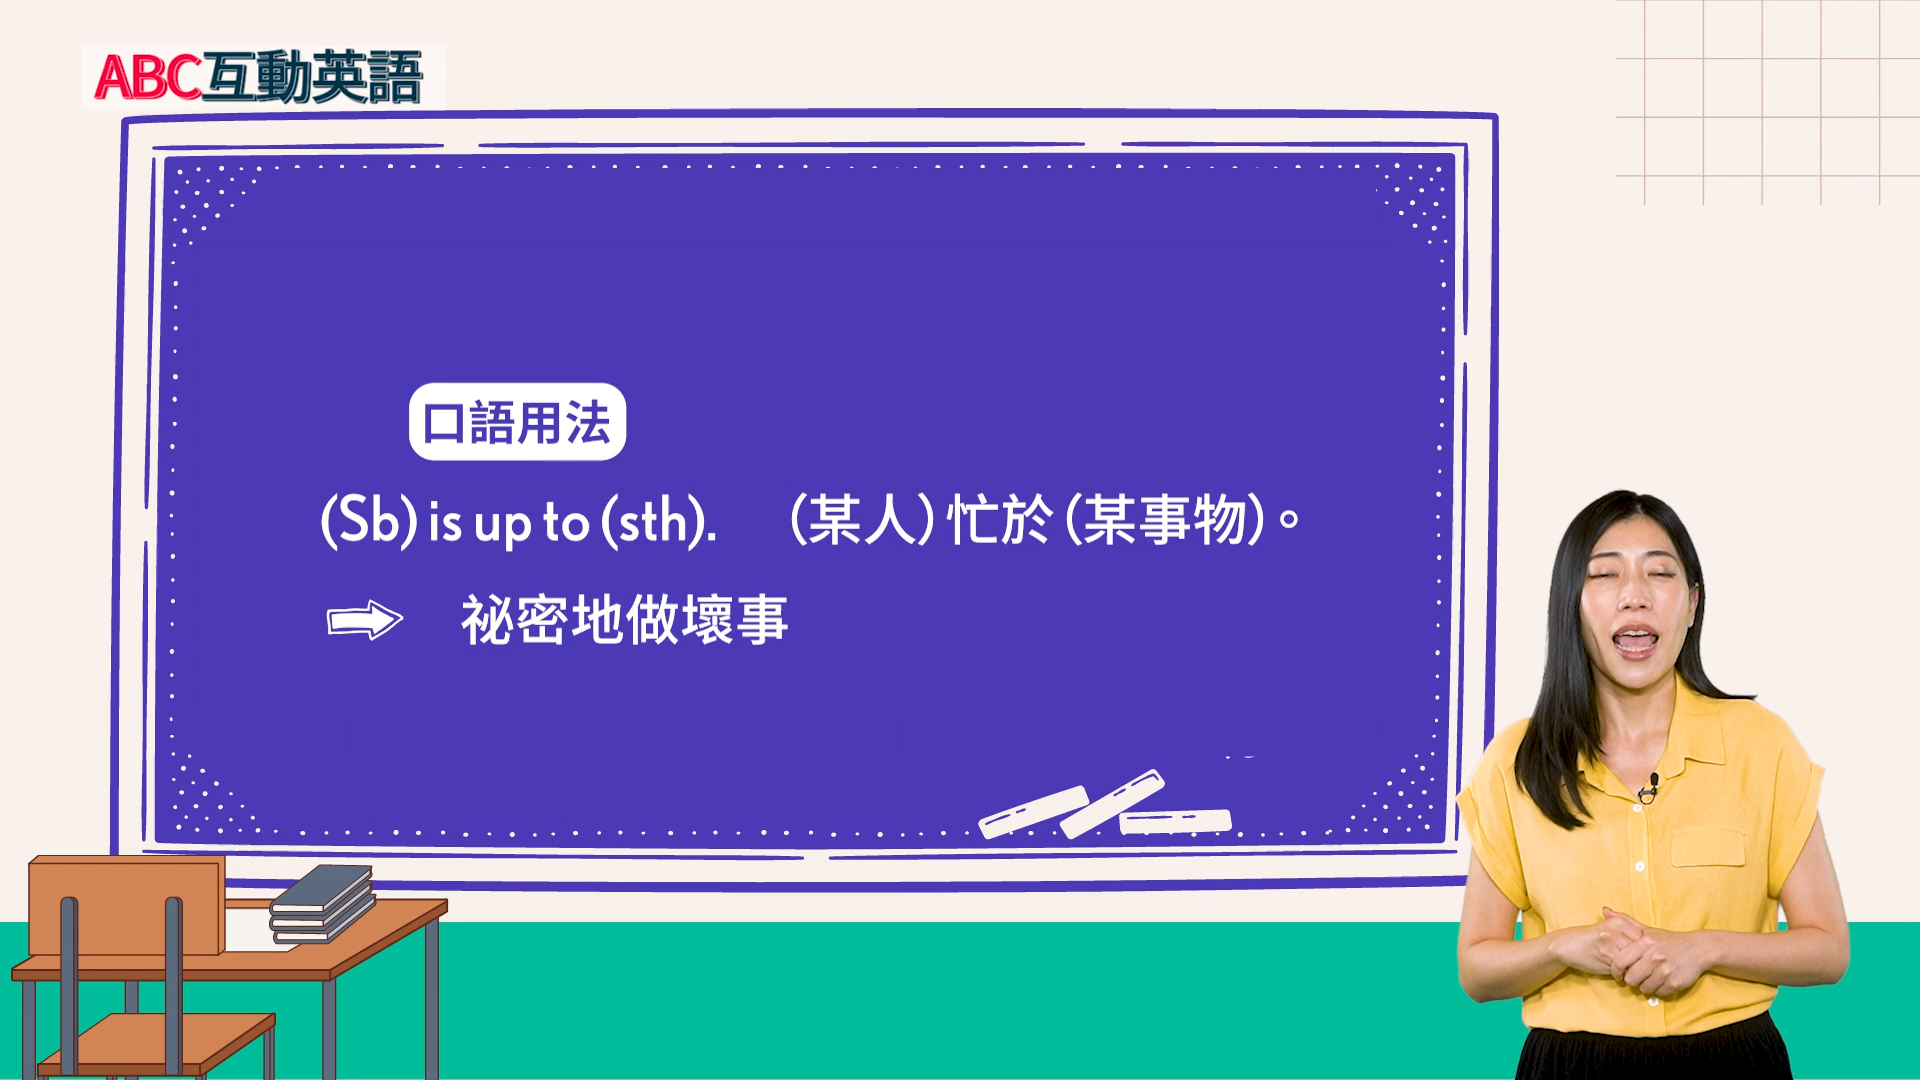 ABC互動英語
口語用法
(Sb) is up to (sth). （某人）忙於（某事物）。
祕密地做壞事